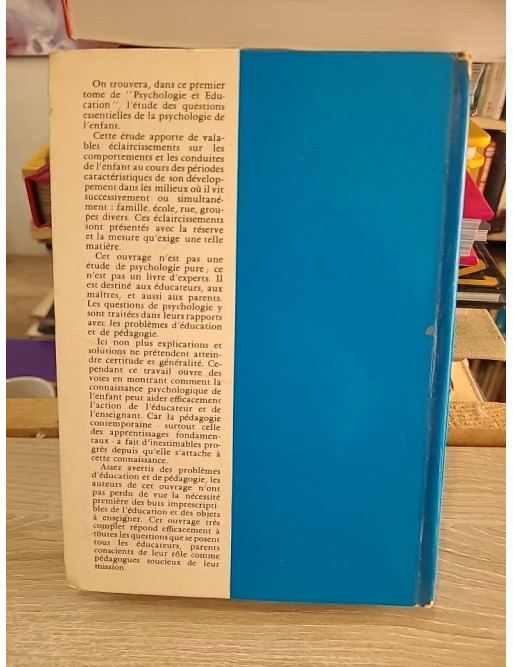 On trouvera, dans ce premier
tome de "Psychologie et Edu-
cation", l'étude des questions
essentielles de la psychologie de
l'enfant.
Cette étude apporte de vala-
bles éclaircissements sur les
comportements et les conduites
de l'enfant au cours des périodes
caractéristiques de son dévelop-
pement dans les milieux où il vit
successivement ou simultané-
ment : famille, école, rue, grou-
pes divers. Ces éclaircissements
sont présentés avec la réserve
et la mesure qu'exige une telle
matière.
Cet ouvrage n'est pas une
étude de psychologie pure ; ce
n'est pas un livre d'experts. Il
est destiné aux éducateurs, aux
maîtres, et aussi aux parents.
Les questions de psychologie y
sont traitées dans leurs rapports
avec les problèmes d'éducation
et de pédagogie.
Ici non plus explications et
solutions ne prétendent attein-
dre certitude et généralité. Ce-
pendant ce travail ouvre des
voies en montrant comment la
connaissance psychologique de
l'enfant peut aider efficacement
l'action de l'éducateur et de
l'enseignant. Car la pédagogie
contemporaine - surtout celle
des apprentissages fondamen-
taux - a fait d'inestimables pro-
grès depuis qu'elle s'attache à
cette connaissance.
Assez avertis des problèmes
d'éducation et de pédagogie, les
auteurs de cet ouvrage n'ont
pas perdu de vue la nécessité
première des buts imprescripti-
bles de l'éducation et des objets
à enseigner. Cet ouvrage très
complet répond efficacement à
toutes les questions que se posent
tous les éducateurs, parents
conscients de leur rôle comme
pédagogues soucieux de leur
mission.